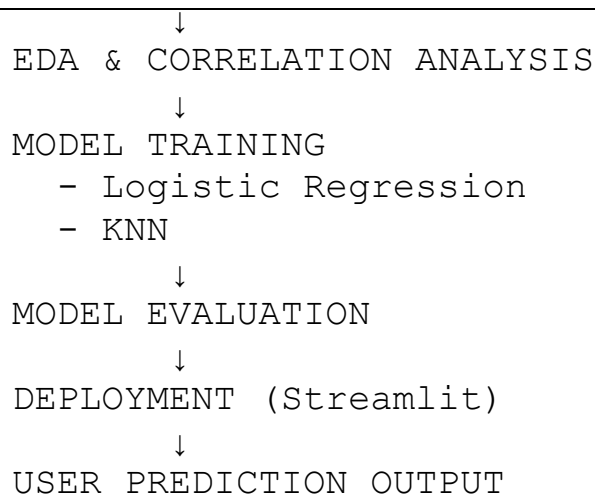 ↓
EDA & CORRELATION ANALYSIS
↓
MODEL TRAINING
- Logistic Regression
- KNN
↓
MODEL EVALUATION
↓
DEPLOYMENT (Streamlit)
↓
USER PREDICTION OUTPUT